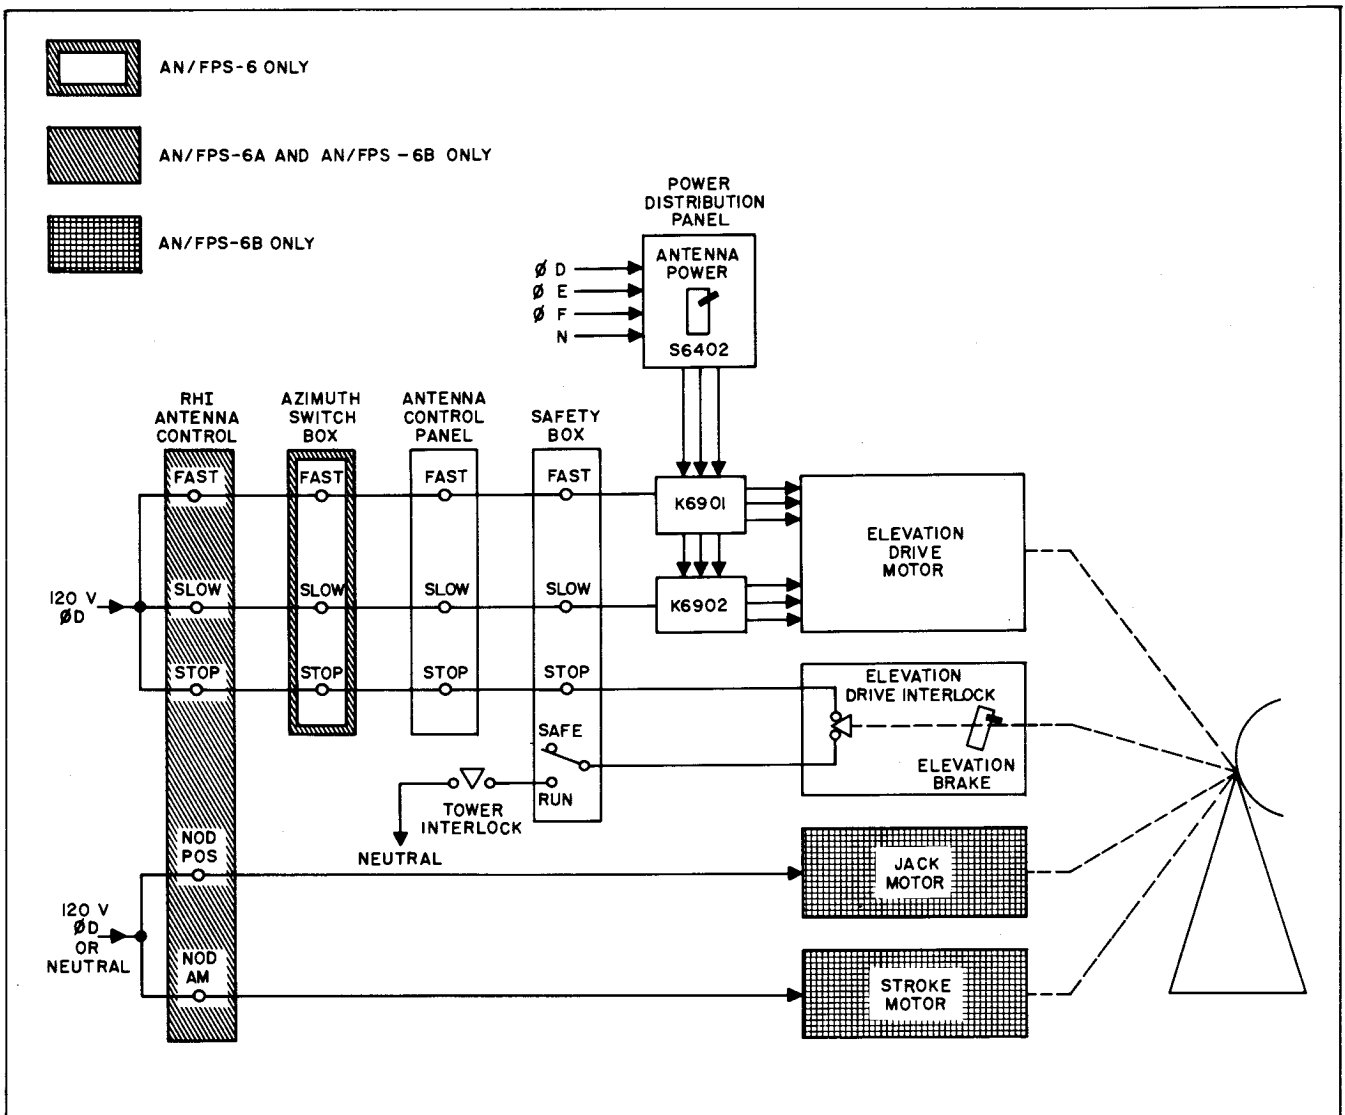 AN/FPS-6 ONLY
AN/FPS-6A AND AN/FPS-6B ONLY
AN/FPS-6B ONLY
POWER
DISTRIBUTION
PANEL
ANTENNA
POWER
S6402
Ø D
Ø E
Ø F
N
RHI
ANTENNA
CONTROL
AZIMUTH
SWITCH
BOX
ANTENNA
CONTROL
PANEL
SAFETY
BOX
FAST
FAST
FAST
FAST
K6901
ELEVATION
DRIVE
MOTOR
120 V
ØD
SLOW
SLOW
SLOW
SLOW
K6902
STOP
STOP
STOP
STOP
ELEVATION
DRIVE INTERLOCK
ELEVATION
BRAKE
SAFE
RUN
TOWER
INTERLOCK
NEUTRAL
NOD
POS
JACK
MOTOR
120 V
ØD
OR
NEUTRAL
NOD
AM
STROKE
MOTOR